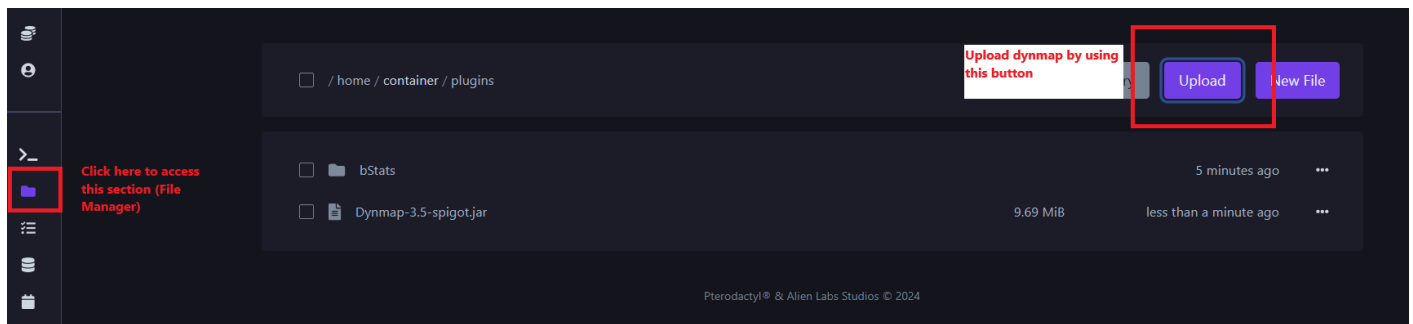 Upload dynmap by using
this button
/ home / container / plugins
Upload
New File
Click here to access
this section (File
Manager)
bStats
5 minutes ago
Dynmap-3.5-spigot.jar
9.69 MiB
less than a minute ago
Pterodactyl® & Alien Labs Studios © 2024